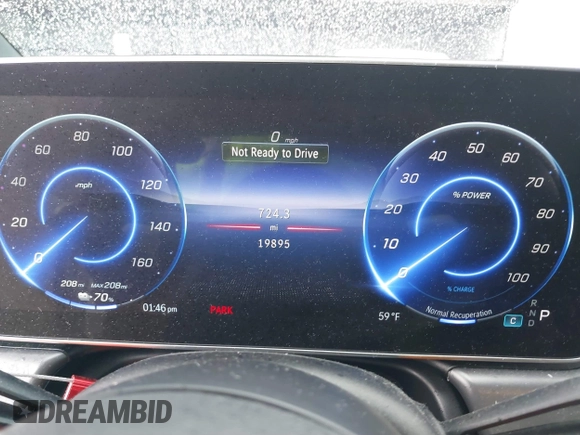 0 mph
Not Ready to Drive
80
60
100
40
mph
120
20
140
0
160
208 mi MAX 208 mi
70%
01:46 pm
724.3
mi
19895
PARK
50
40
60
30
70
% POWER
20
80
10
90
0
100
% CHARGE
Normal Recuperation
59 °F
C
R
N
D
P
DREAMBID